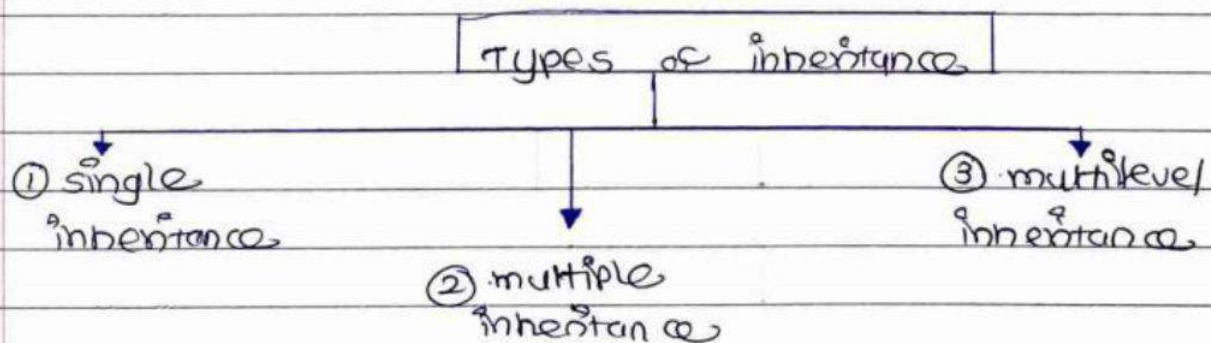 Types of inheritance
① single
inheritance
② multiple
inheritance
③ multilevel
inheritance